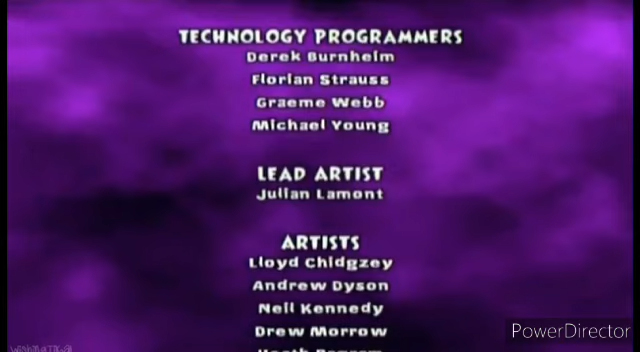 TECHNOLOGY PROGRAMMERS
Derek Burnheim
Florian Strauss
Graeme Webb
Michael Young
LEAD ARTIST
Julian Lamont
ARTISTS
Lloyd Chidgzey
Andrew Dyson
Neil Kennedy
Drew Morrow
PowerDirector